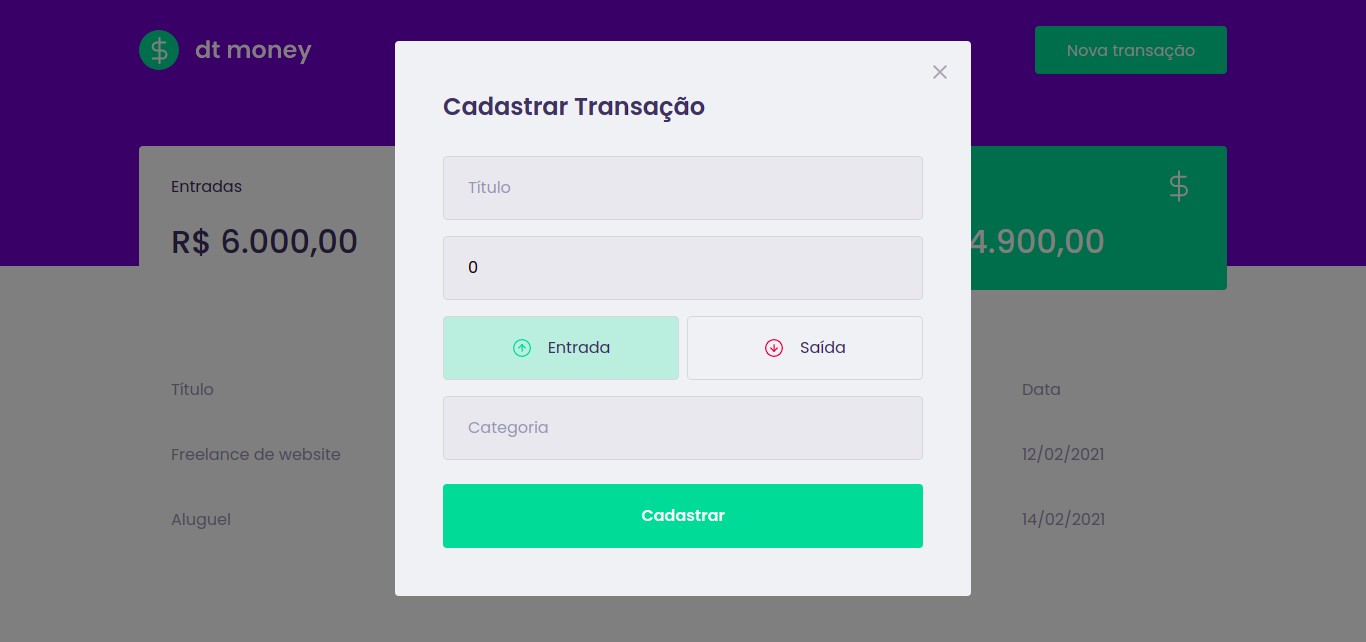 dt money
Nova transação
Cadastrar Transação
Título
0
Entrada
Saída
Categoria
Cadastrar
Entradas
R$ 6.000,00
$
4.900,00
Título
Data
Freelance de website
12/02/2021
Aluguel
14/02/2021